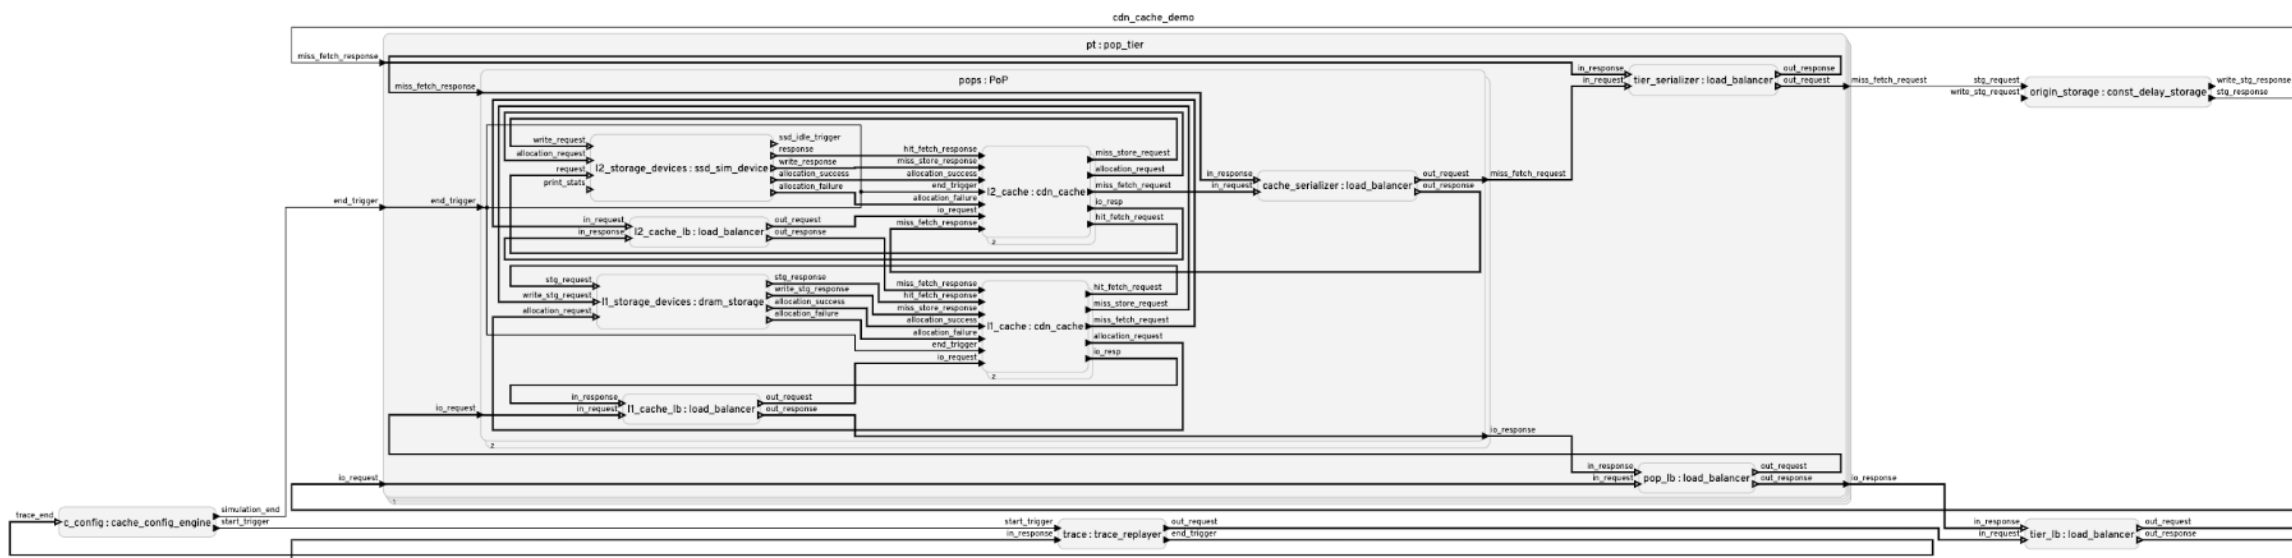 cdn_cache_demo
pt : pop_tier
miss_fetch_response
in_response
in_request
tier_serializer : load_balancer
out_response
out_request
miss_fetch_request
stg_request
write_stg_request
origin_storage : const_delay_storage
write_stg_response
stg_response
pops : PoP
miss_fetch_response
write_request
allocation_request
request
print_stats
l2_storage_devices : ssd_sim_device
ssd_idle_trigger
response
write_response
allocation_success
allocation_failure
hit_fetch_response
miss_store_response
allocation_success
end_trigger
allocation_failure
io_request
miss_fetch_response
l2_cache : cdn_cache
miss_store_request
allocation_request
miss_fetch_request
io_resp
hit_fetch_request
2
in_response
in_request
cache_serializer : load_balancer
out_request
out_response
miss_fetch_request
end_trigger
end_trigger
in_request
in_response
l2_cache_lb : load_balancer
out_request
out_response
stg_request
write_stg_request
allocation_request
l1_storage_devices : dram_storage
stg_response
write_stg_response
allocation_success
allocation_failure
miss_fetch_response
hit_fetch_response
miss_store_response
allocation_success
allocation_failure
end_trigger
io_request
l1_cache : cdn_cache
hit_fetch_request
miss_store_request
miss_fetch_request
allocation_request
io_resp
2
in_response
in_request
l1_cache_lb : load_balancer
out_request
out_response
io_request
io_response
2
in_response
in_request
pop_lb : load_balancer
out_request
out_response
io_request
io_response
1
trace_end
c_config : cache_config_engine
simulation_end
start_trigger
start_trigger
in_response
trace : trace_replayer
out_request
end_trigger
in_response
in_request
tier_lb : load_balancer
out_request
out_response